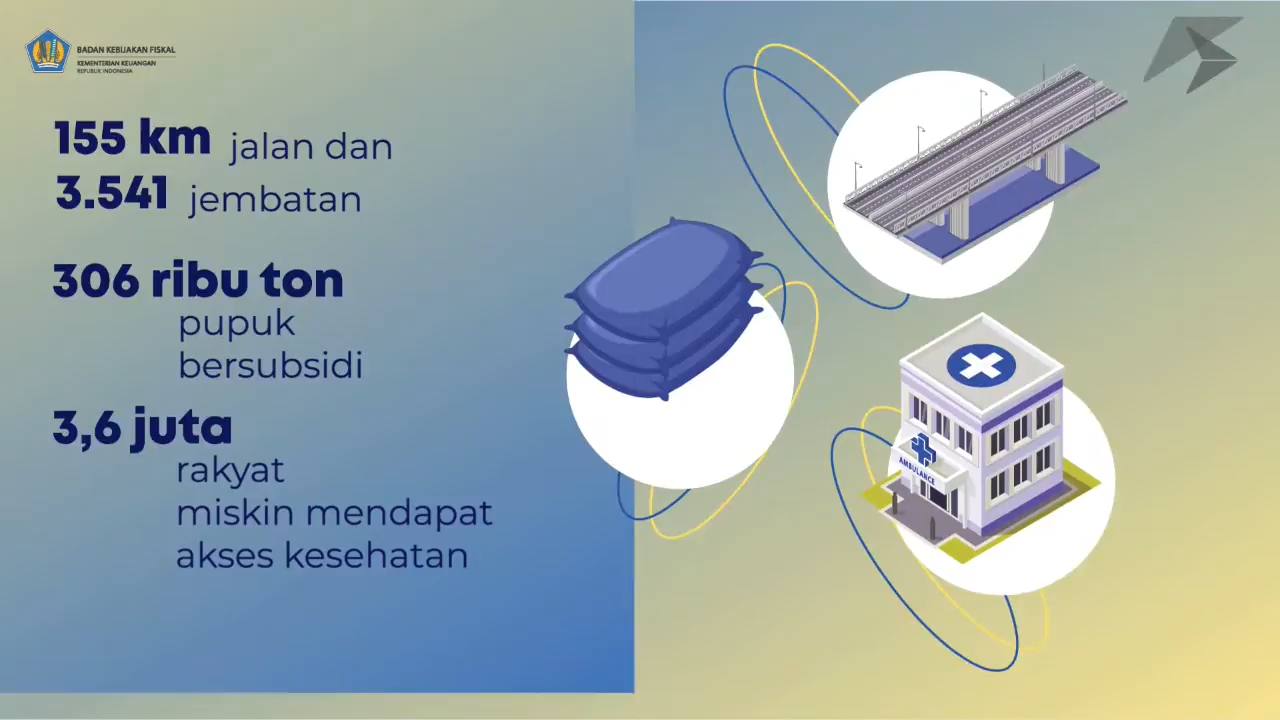 BADAN KEBIJAKAN FISKAL
KEMENTERIAN KEUANGAN
REPUBLIK INDONESIA
155 km jalan dan
3.541 jembatan
306 ribu ton
pupuk
bersubsidi
3,6 juta
rakyat
miskin mendapat
akses kesehatan
AMBULANCE